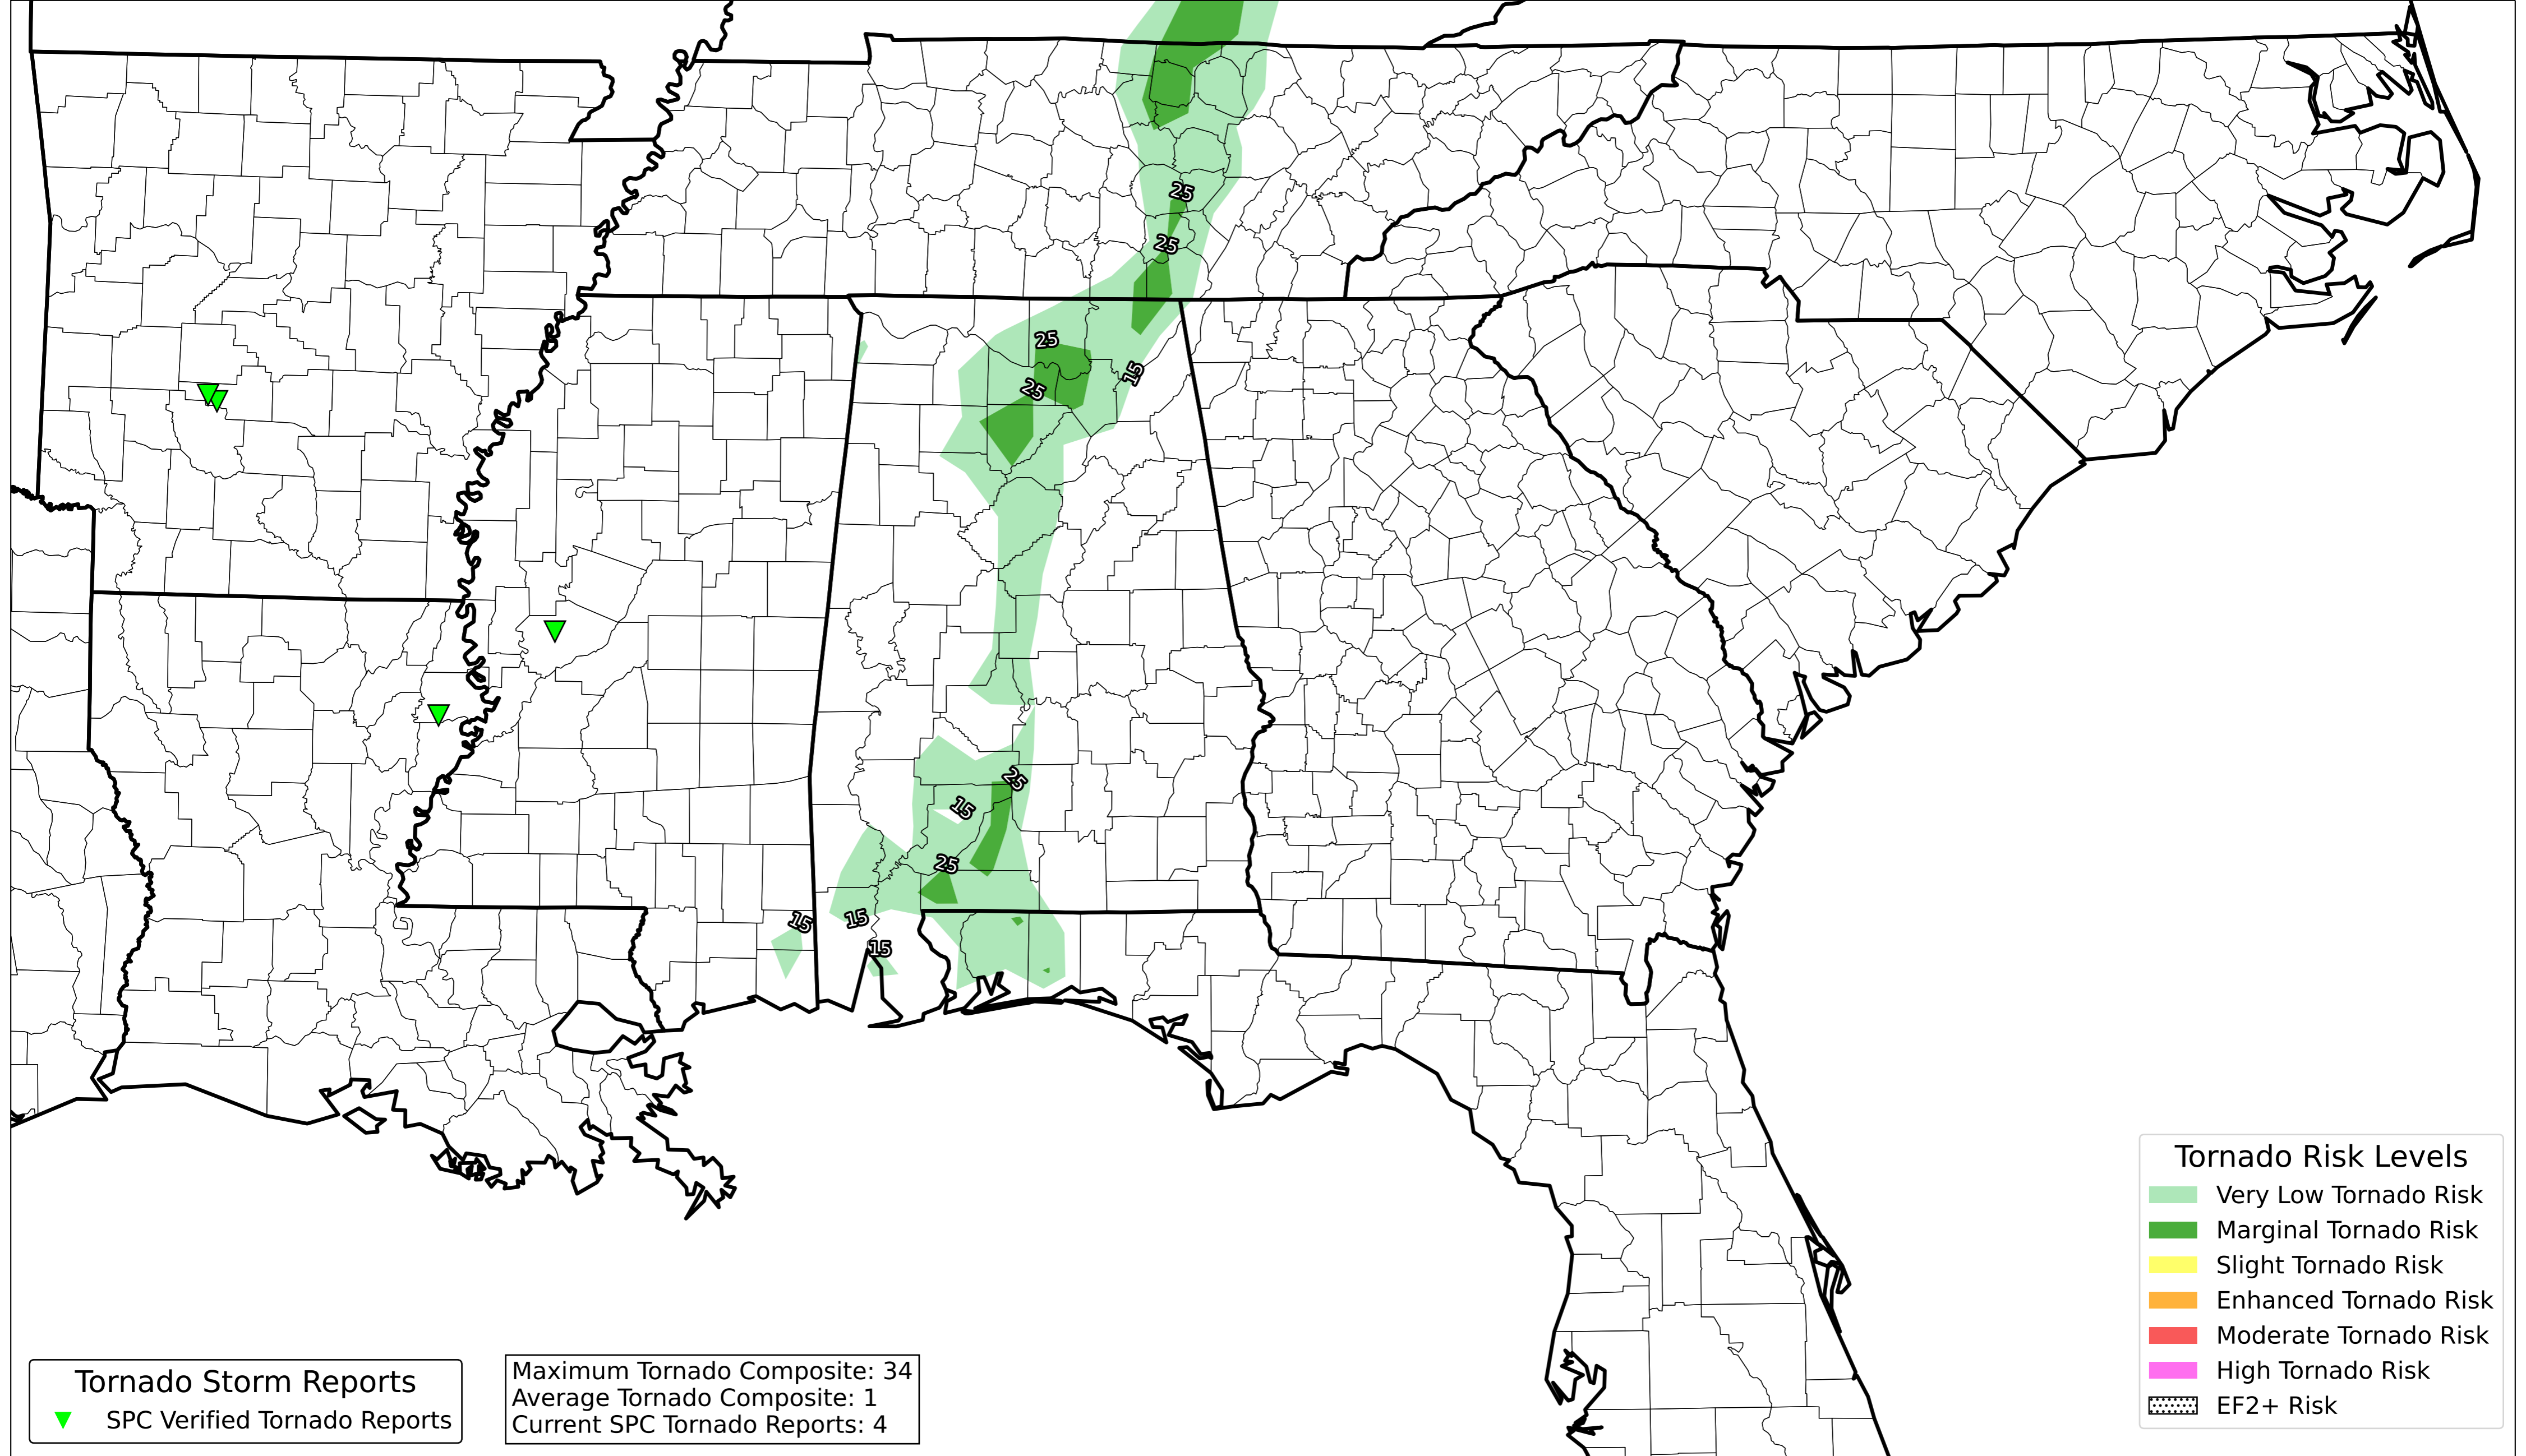 25
25
25
25
15
25
15
25
15
15
15
Tornado Risk Levels
Very Low Tornado Risk
Marginal Tornado Risk
Slight Tornado Risk
Enhanced Tornado Risk
Moderate Tornado Risk
High Tornado Risk
EF2+ Risk
Tornado Storm Reports
SPC Verified Tornado Reports
Maximum Tornado Composite: 34
Average Tornado Composite: 1
Current SPC Tornado Reports: 4